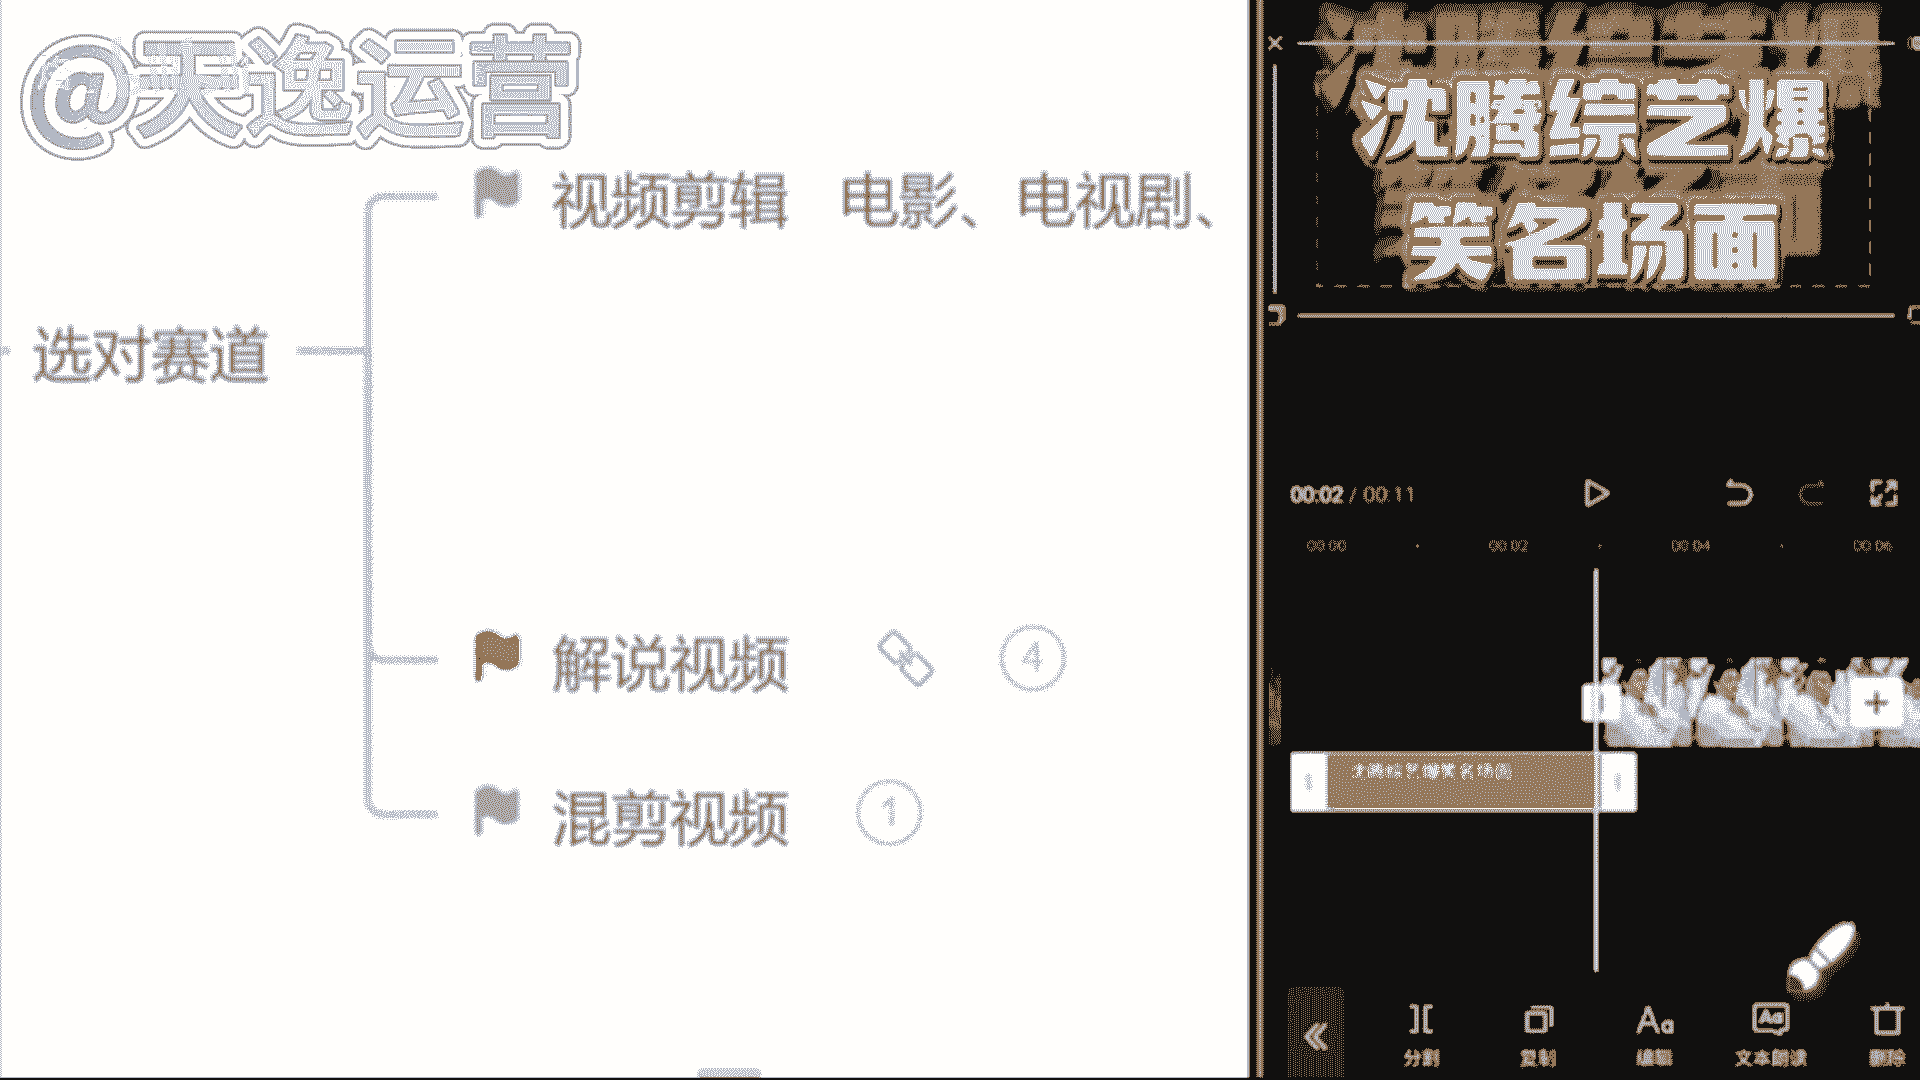 @天逸运营
视频剪辑 电影、电视剧、
选对赛道
解说视频 4
混剪视频 1
沈腾综艺爆
笑名场面
00:02 / 00:11
00:00 00:02 00:04 00:06
沈腾综艺爆笑名场面
分割 复制 编辑 文本朗读 删除